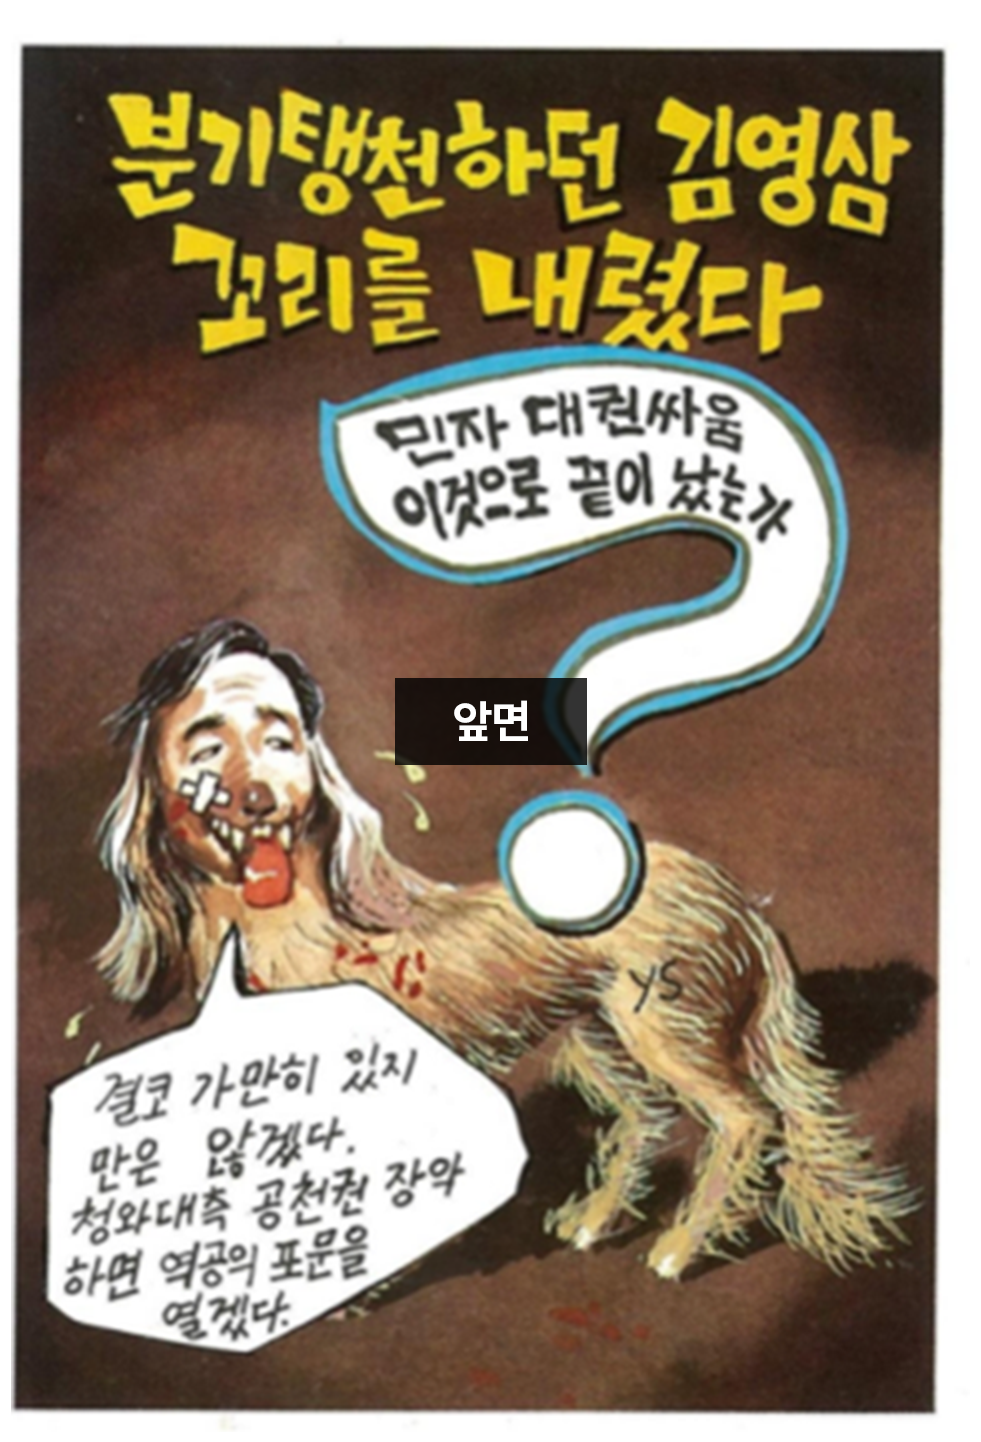 분기탱천하던 김영삼
꼬리를 내렸다
민자 대권싸움
이것으로 끝이 났는가
앞면
YS
결코 가만히 있지
만은 않겠다.
청와대측 공천권 장악
하면 역공의 포문을
열겠다.